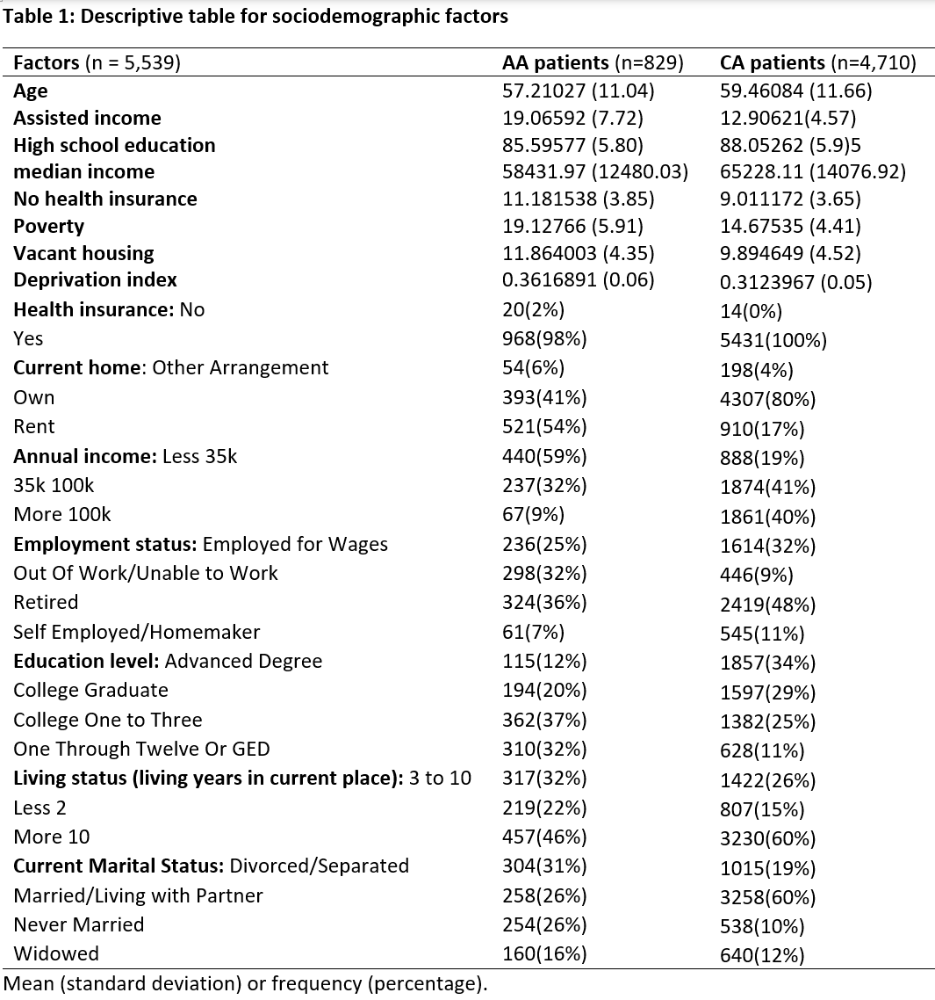 Table 1: Descriptive table for sociodemographic factors
Factors (n = 5,539) AA patients (n=829) CA patients (n=4,710)
Age 57.21027 (11.04) 59.46084 (11.66)
Assisted income 19.06592 (7.72) 12.90621(4.57)
High school education 85.59577 (5.80) 88.05262 (5.9)5
median income 58431.97 (12480.03) 65228.11 (14076.92)
No health insurance 11.181538 (3.85) 9.011172 (3.65)
Poverty 19.12766 (5.91) 14.67535 (4.41)
Vacant housing 11.864003 (4.35) 9.894649 (4.52)
Deprivation index 0.3616891 (0.06) 0.3123967 (0.05)
Health insurance: No 20(2%) 14(0%)
Yes 968(98%) 5431(100%)
Current home: Other Arrangement 54(6%) 198(4%)
Own 393(41%) 4307(80%)
Rent 521(54%) 910(17%)
Annual income: Less 35k 440(59%) 888(19%)
35k 100k 237(32%) 1874(41%)
More 100k 67(9%) 1861(40%)
Employment status: Employed for Wages 236(25%) 1614(32%)
Out Of Work/Unable to Work 298(32%) 446(9%)
Retired 324(36%) 2419(48%)
Self Employed/Homemaker 61(7%) 545(11%)
Education level: Advanced Degree 115(12%) 1857(34%)
College Graduate 194(20%) 1597(29%)
College One to Three 362(37%) 1382(25%)
One Through Twelve Or GED 310(32%) 628(11%)
Living status (living years in current place): 3 to 10 317(32%) 1422(26%)
Less 2 219(22%) 807(15%)
More 10 457(46%) 3230(60%)
Current Marital Status: Divorced/Separated 304(31%) 1015(19%)
Married/Living with Partner 258(26%) 3258(60%)
Never Married 254(26%) 538(10%)
Widowed 160(16%) 640(12%)
Mean (standard deviation) or frequency (percentage).